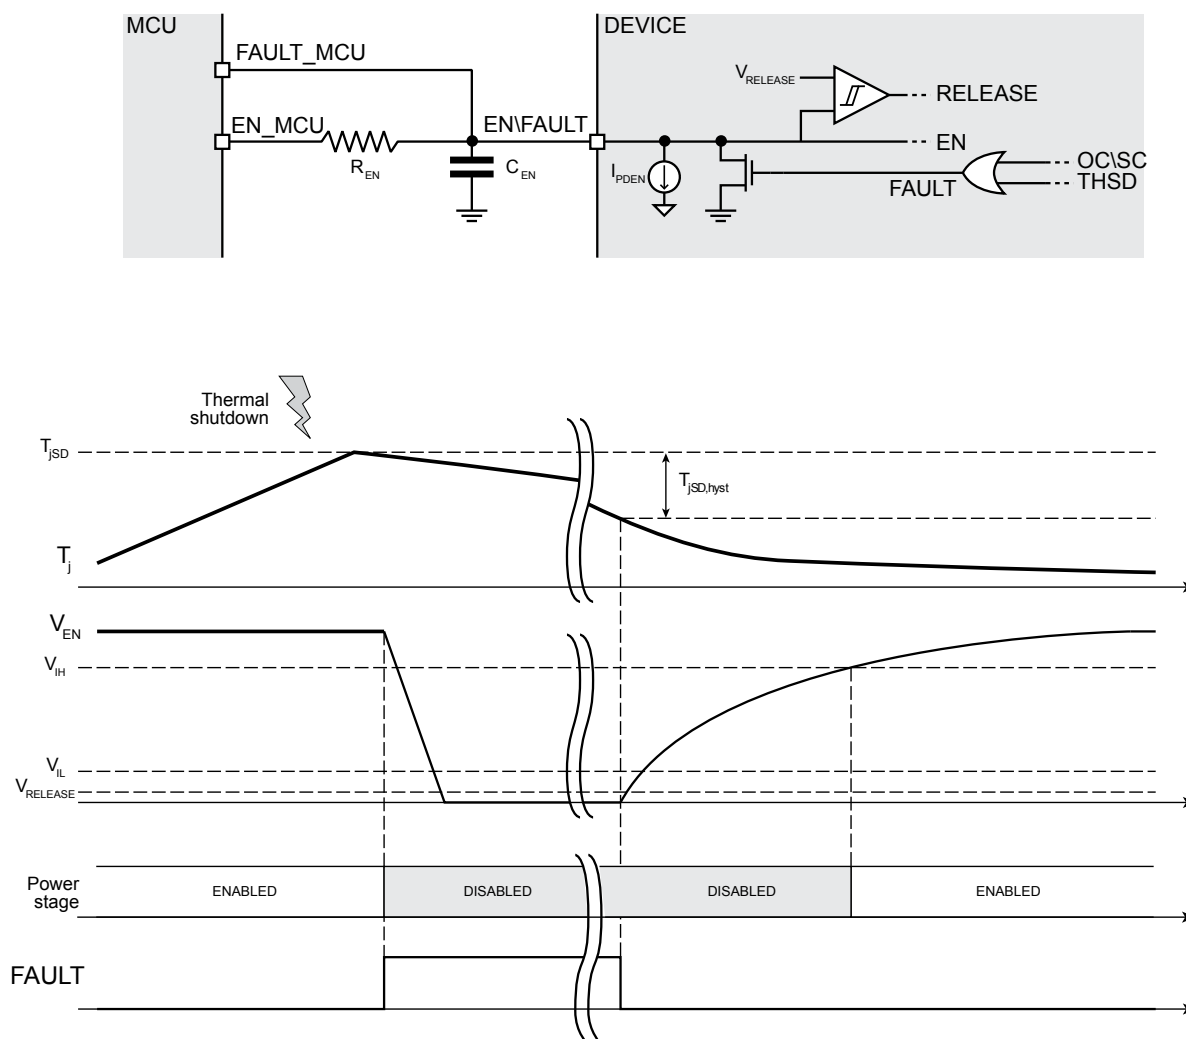 MCU
DEVICE
FAULT_MCU
VRELEASE
RELEASE
EN_MCU
EN\FAULT
EN
REN
CEN
IPDEN
OC\SC
THSD
FAULT
Thermal
shutdown
TjSD
TjSD,hyst
Tj
VEN
VIH
VIL
VRELEASE
Power
stage
ENABLED
DISABLED
DISABLED
ENABLED
FAULT